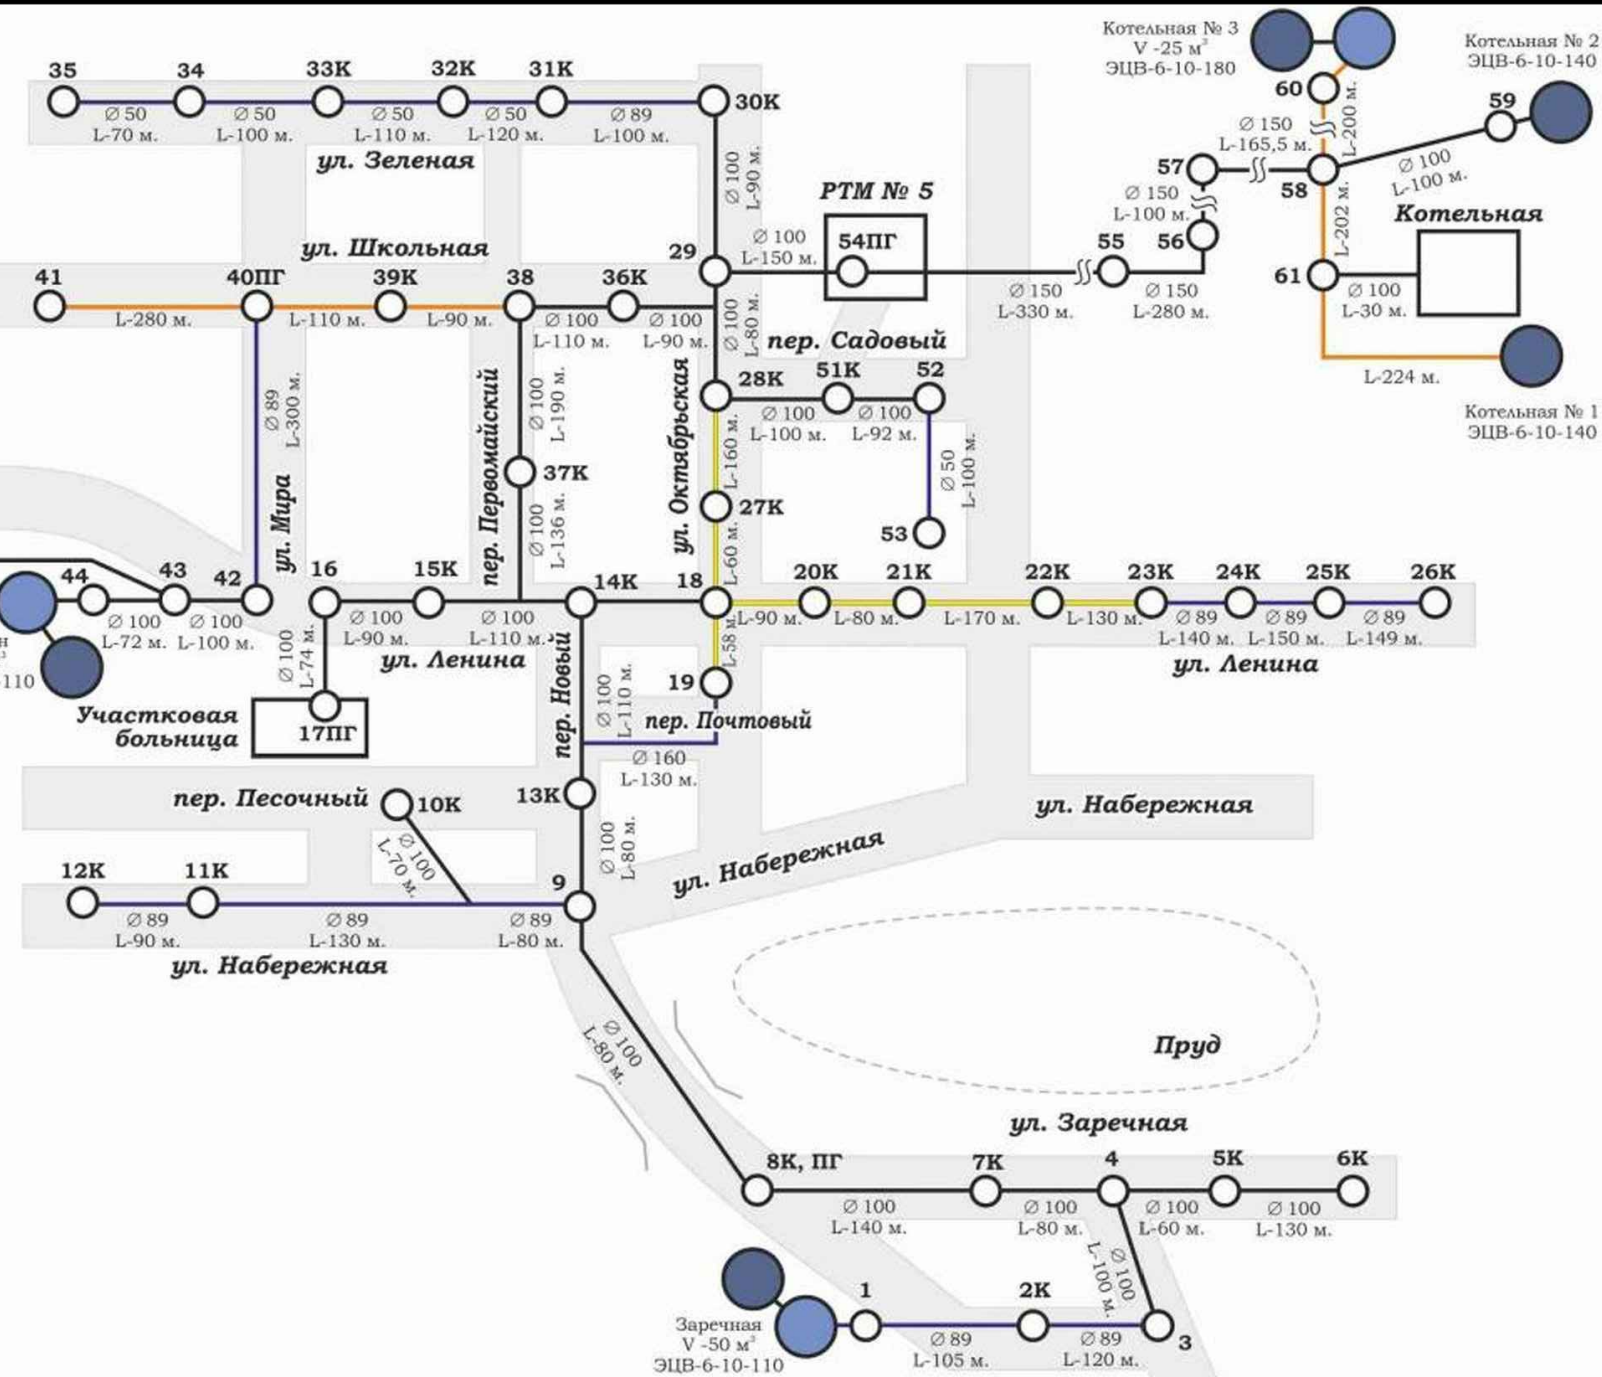 Котельная № 3
V -25 м³
ЭЦВ-6-10-180
Котельная № 2
ЭЦВ-6-10-140
60
59
35
34
33К
32К
31К
30К
∅ 50
L-70 м.
∅ 50
L-100 м.
∅ 50
L-110 м.
∅ 50
L-120 м.
∅ 89
L-100 м.
ул. Зеленая
∅ 100
L-90 м.
∅ 150
L-165,5 м.
L-200 м.
57
58
∅ 100
L-100 м.
∅ 150
L-100 м.
56
L-202 м.
Котельная
РТМ № 5
54ПГ
ул. Школьная
29
∅ 100
L-150 м.
55
61
41
40ПГ
39К
38
36К
L-280 м.
L-110 м.
L-90 м.
∅ 100
L-110 м.
∅ 100
L-90 м.
∅ 100
L-80 м.
∅ 150
L-330 м.
∅ 150
L-280 м.
∅ 100
L-30 м.
пер. Садовый
28К
51К
52
∅ 100
L-100 м.
∅ 100
L-92 м.
L-224 м.
Котельная № 1
ЭЦВ-6-10-140
∅ 89
L-300 м.
ул. Мира
пер. Первомайский
∅ 100
L-190 м.
37К
∅ 100
L-136 м.
ул. Октябрьская
L-160 м.
27К
L-60 м.
∅ 50
L-100 м.
53
44
43
42
16
15К
14К
18
20К
21К
22К
23К
24К
25К
26К
∅ 100
L-72 м.
∅ 100
L-100 м.
∅ 100
L-90 м.
∅ 100
L-110 м.
L-90 м.
L-80 м.
L-170 м.
L-130 м.
∅ 89
L-140 м.
∅ 89
L-150 м.
∅ 89
L-149 м.
н
³
-110
∅ 100
L-74 м.
ул. Ленина
ул. Ленина
L-58 м.
19
пер. Новый
∅ 100
L-110 м.
пер. Почтовый
∅ 160
L-130 м.
Участковая
больница
17ПГ
пер. Песочный
10К
13К
ул. Набережная
∅ 100
L-70 м.
∅ 100
L-80 м.
ул. Набережная
12К
11К
9
∅ 89
L-90 м.
∅ 89
L-130 м.
∅ 89
L-80 м.
ул. Набережная
∅ 100
L-80 м.
Пруд
ул. Заречная
8К, ПГ
7К
4
5К
6К
∅ 100
L-140 м.
∅ 100
L-80 м.
∅ 100
L-60 м.
∅ 100
L-130 м.
∅ 100
L-100 м.
1
2К
3
∅ 89
L-105 м.
∅ 89
L-120 м.
Заречная
V -50 м³
ЭЦВ-6-10-110